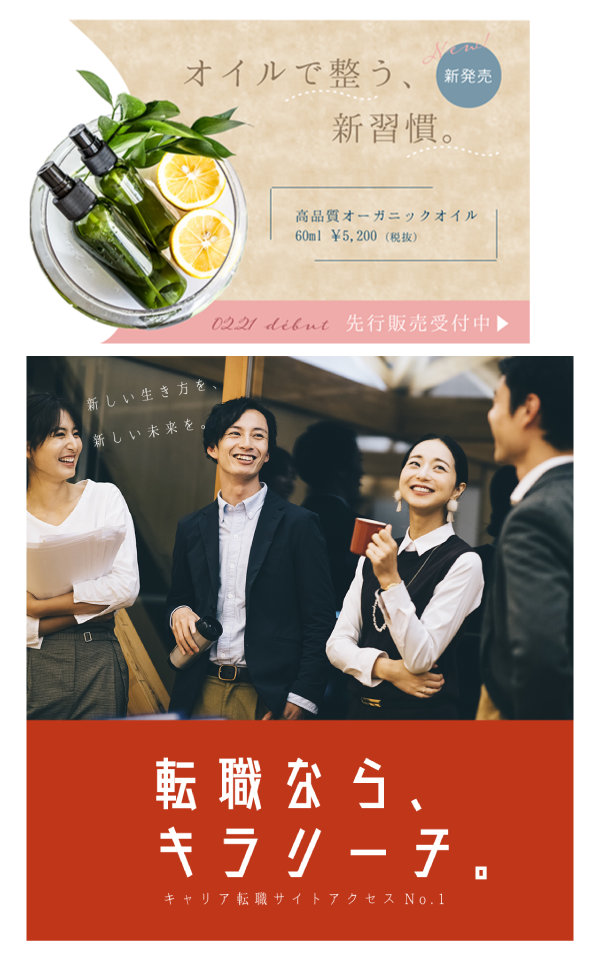 New!
新発売
オイルで整う、
新習慣。
高品質オーガニックオイル
60ml ¥5,200（税抜）
0221 début 先行販売受付中▶
新しい生き方を、
新しい未来を。
転職なら、
キラリーチ。
キャリア転職サイトアクセスNo.1